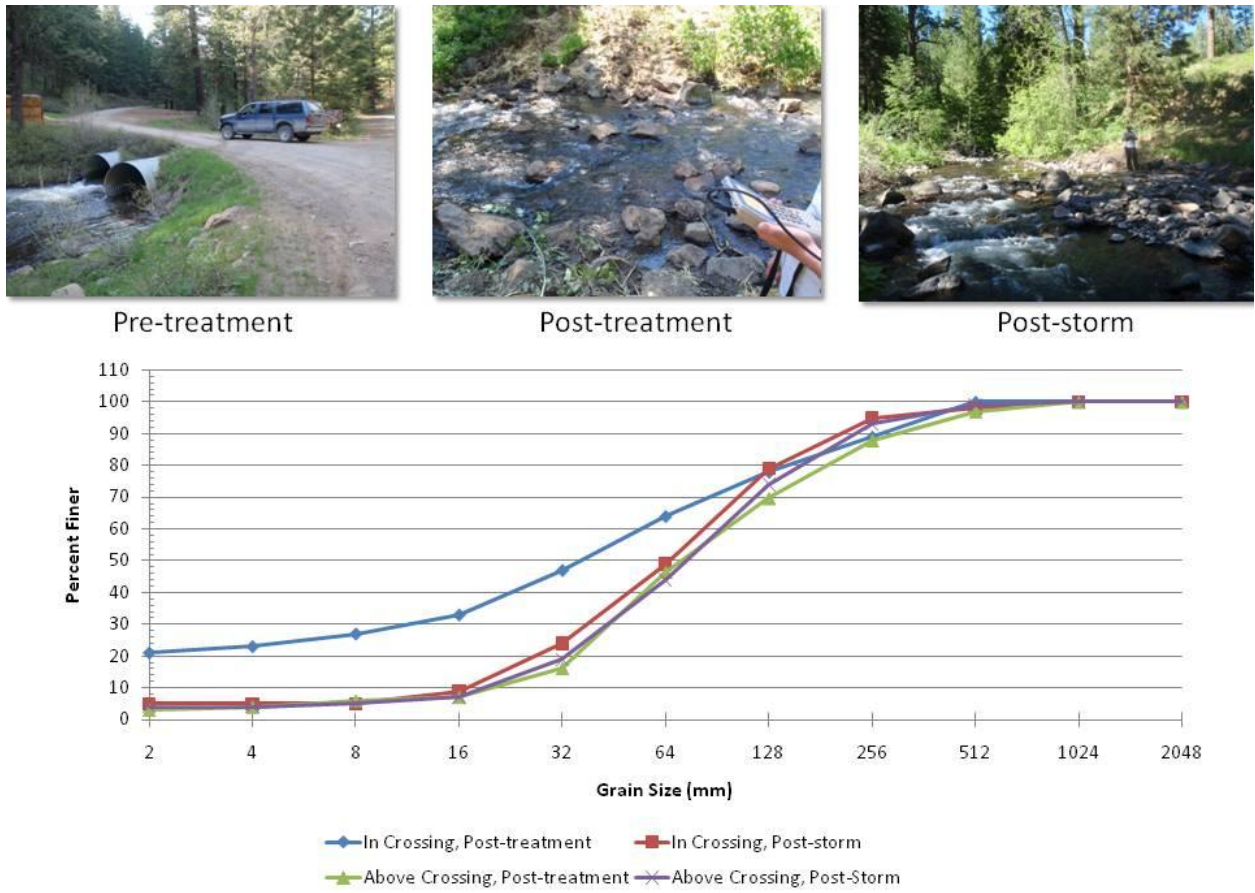 Pre-treatment
Post-treatment
Post-storm
110
100
90
80
70
60
50
40
30
20
10
0
Percent Finer
2 4 8 16 32 64 128 256 512 1024 2048
Grain Size (mm)
In Crossing, Post-treatment In Crossing, Post-storm
Above Crossing, Post-treatment Above Crossing, Post-Storm